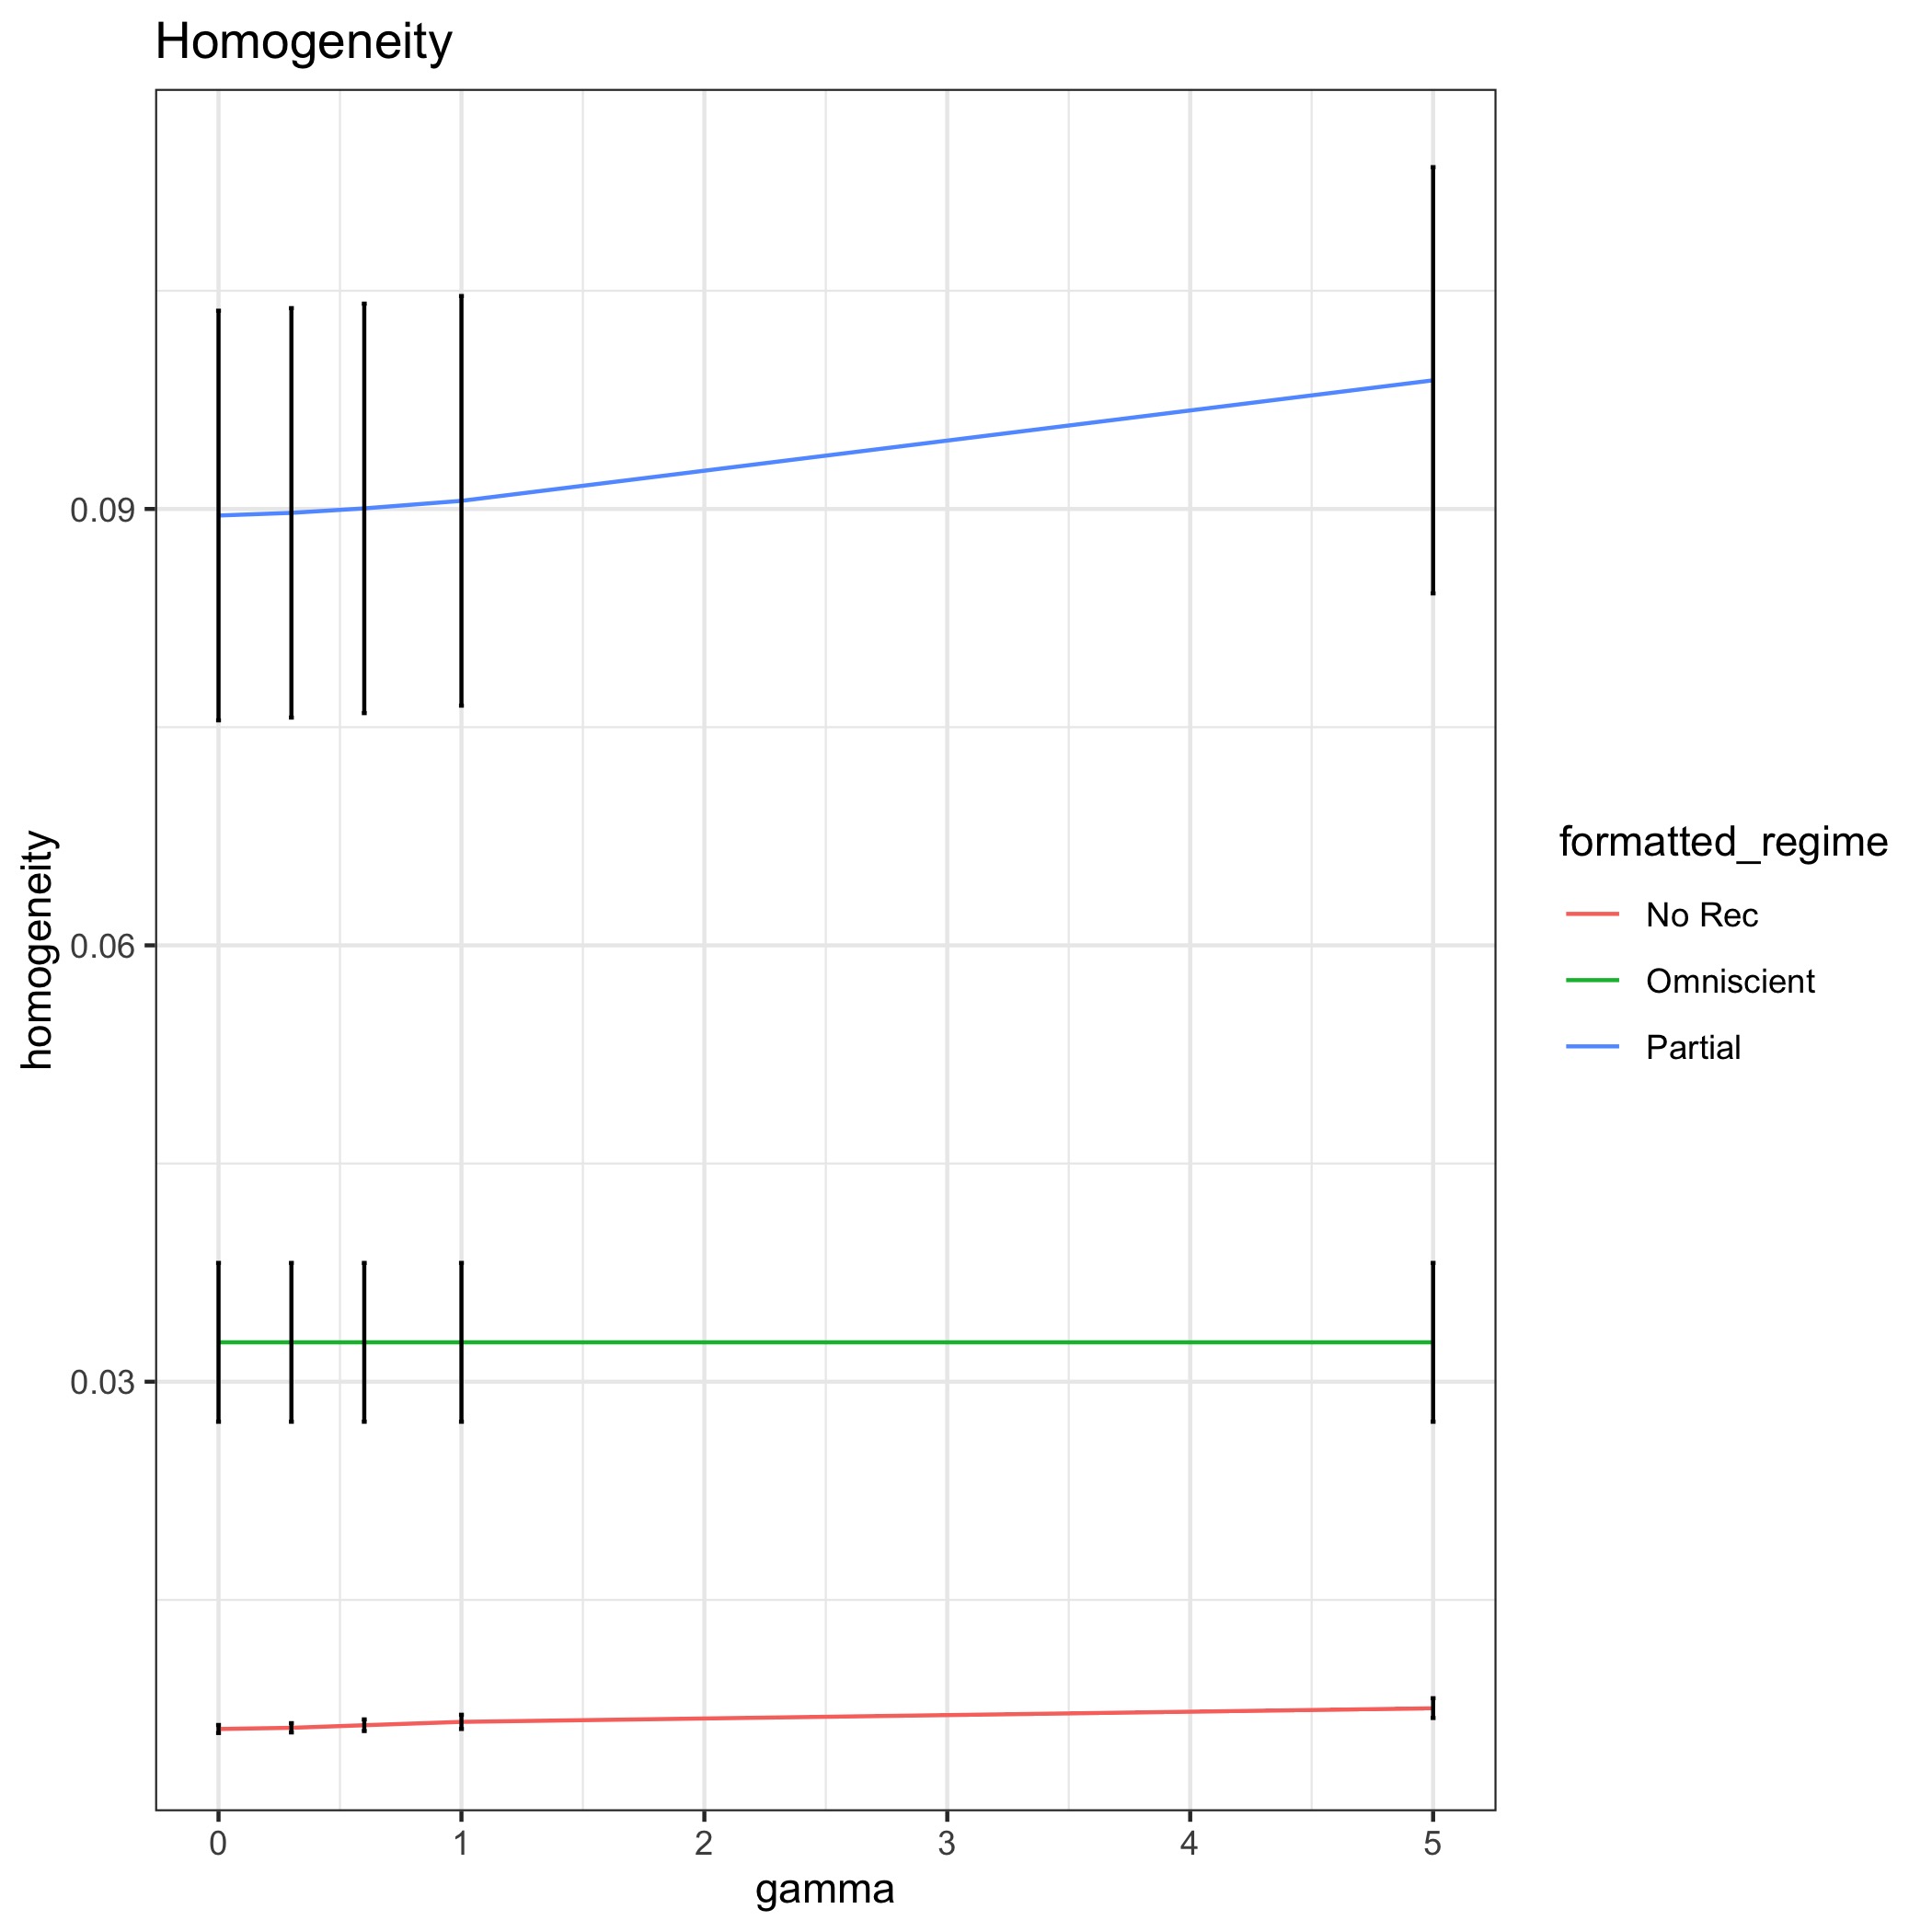 Homogeneity
homogeneity
0.09
0.06
0.03
0
1
2
3
4
5
gamma
formatted_regime
No Rec
Omniscient
Partial